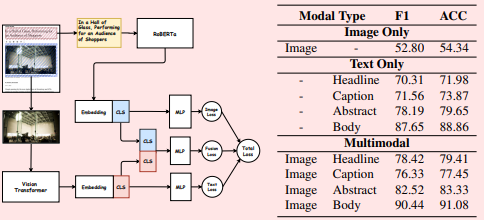 In a Hall of
Glass, Performing
for an Audience
of Shoppers
RoBERTa
Embedding
CLS
MLP
Image
Loss
CLS
CLS
MLP
Fusion
Loss
Total
Loss
Vision
Transformer
Embedding
CLS
MLP
Text
Loss
Modal Type F1 ACC
Image Only
Image - 52.80 54.34
Text Only
- Headline 70.31 71.98
- Caption 71.56 73.87
- Abstract 78.19 79.65
- Body 87.65 88.86
Multimodal
Image Headline 78.42 79.41
Image Caption 76.33 77.45
Image Abstract 82.52 83.33
Image Body 90.44 91.08